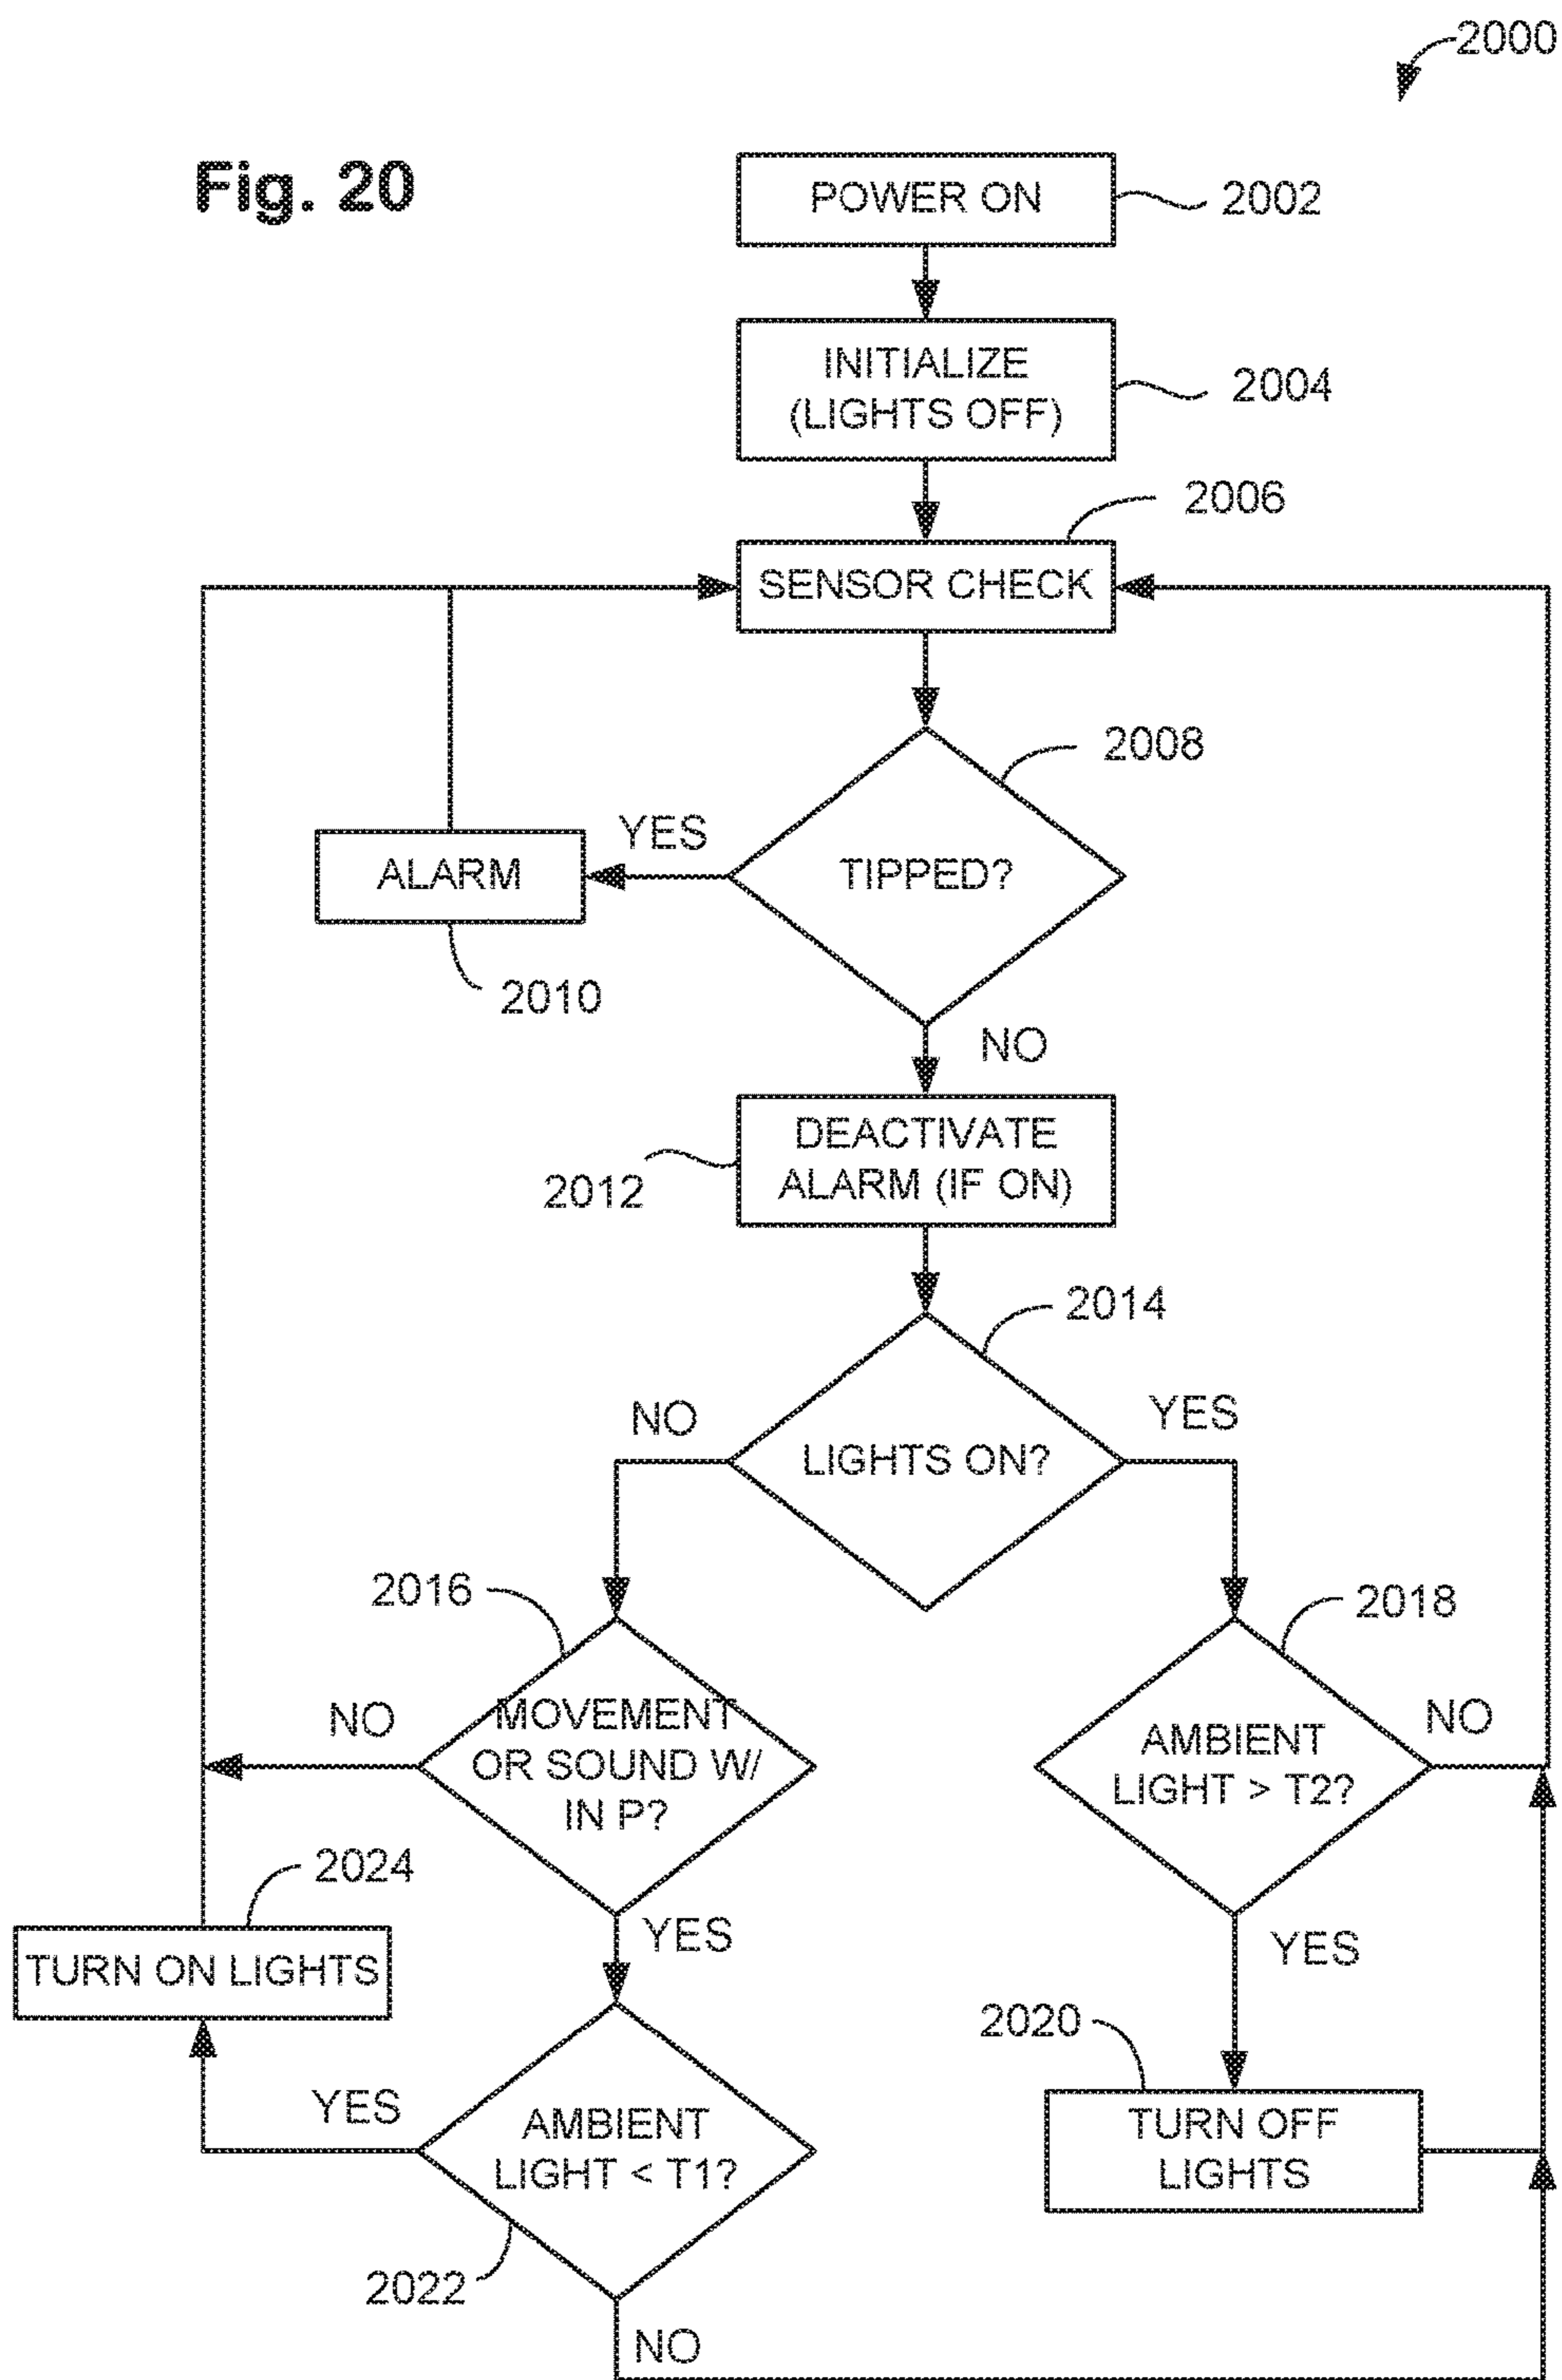 2000
Fig. 20
POWER ON
2002
INITIALIZE
(LIGHTS OFF)
2004
2006
SENSOR CHECK
2008
YES
ALARM
TIPPED?
2010
NO
DEACTIVATE
ALARM (IF ON)
2012
2014
NO
YES
LIGHTS ON?
2016
2018
NO
MOVEMENT
OR SOUND W/
IN P?
AMBIENT
LIGHT > T2?
NO
2024
YES
YES
TURN ON LIGHTS
2020
YES
AMBIENT
LIGHT < T1?
TURN OFF
LIGHTS
2022
NO